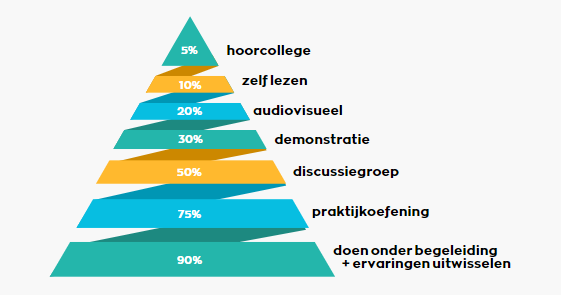 5% hoorcollege
10% zelf lezen
20% audiovisueel
30% demonstratie
50% discussiegroep
75% praktijkoefening
90% doen onder begeleiding
+ ervaringen uitwisselen